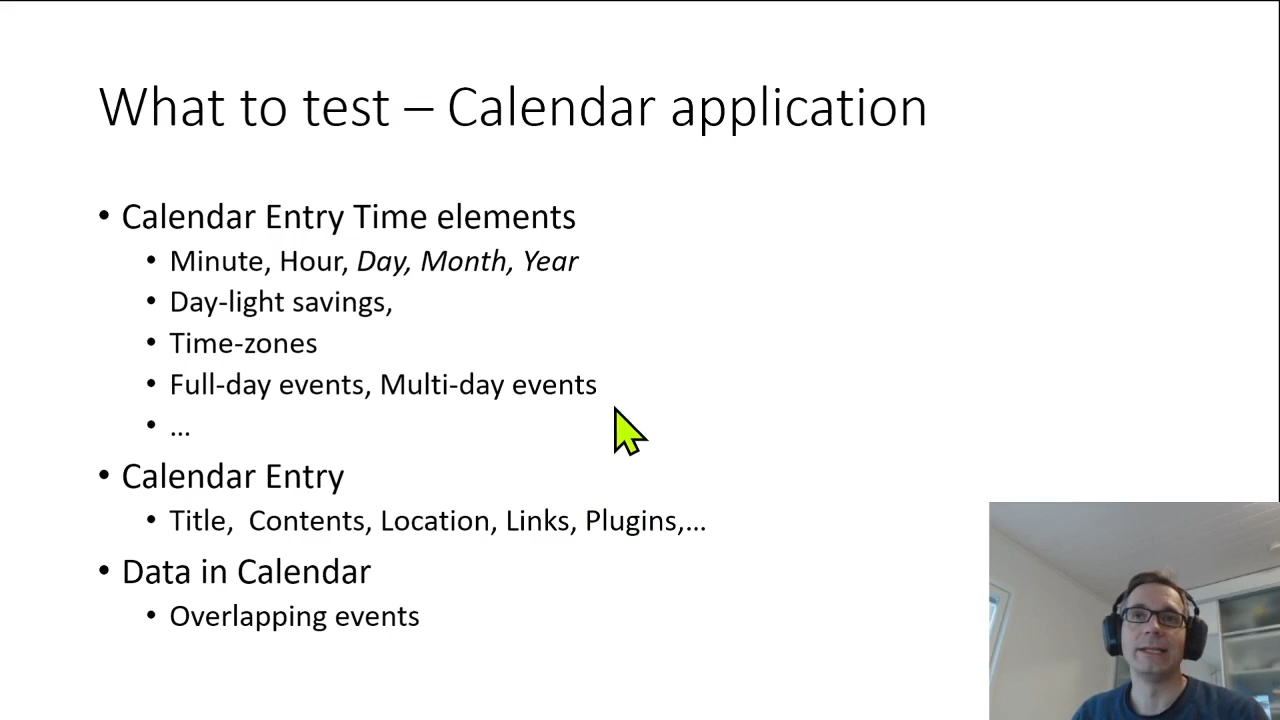 What to test – Calendar application
• Calendar Entry Time elements
• Minute, Hour, Day, Month, Year
• Day-light savings,
• Time-zones
• Full-day events, Multi-day events
• …
• Calendar Entry
• Title,  Contents, Location, Links, Plugins,…
• Data in Calendar
• Overlapping events